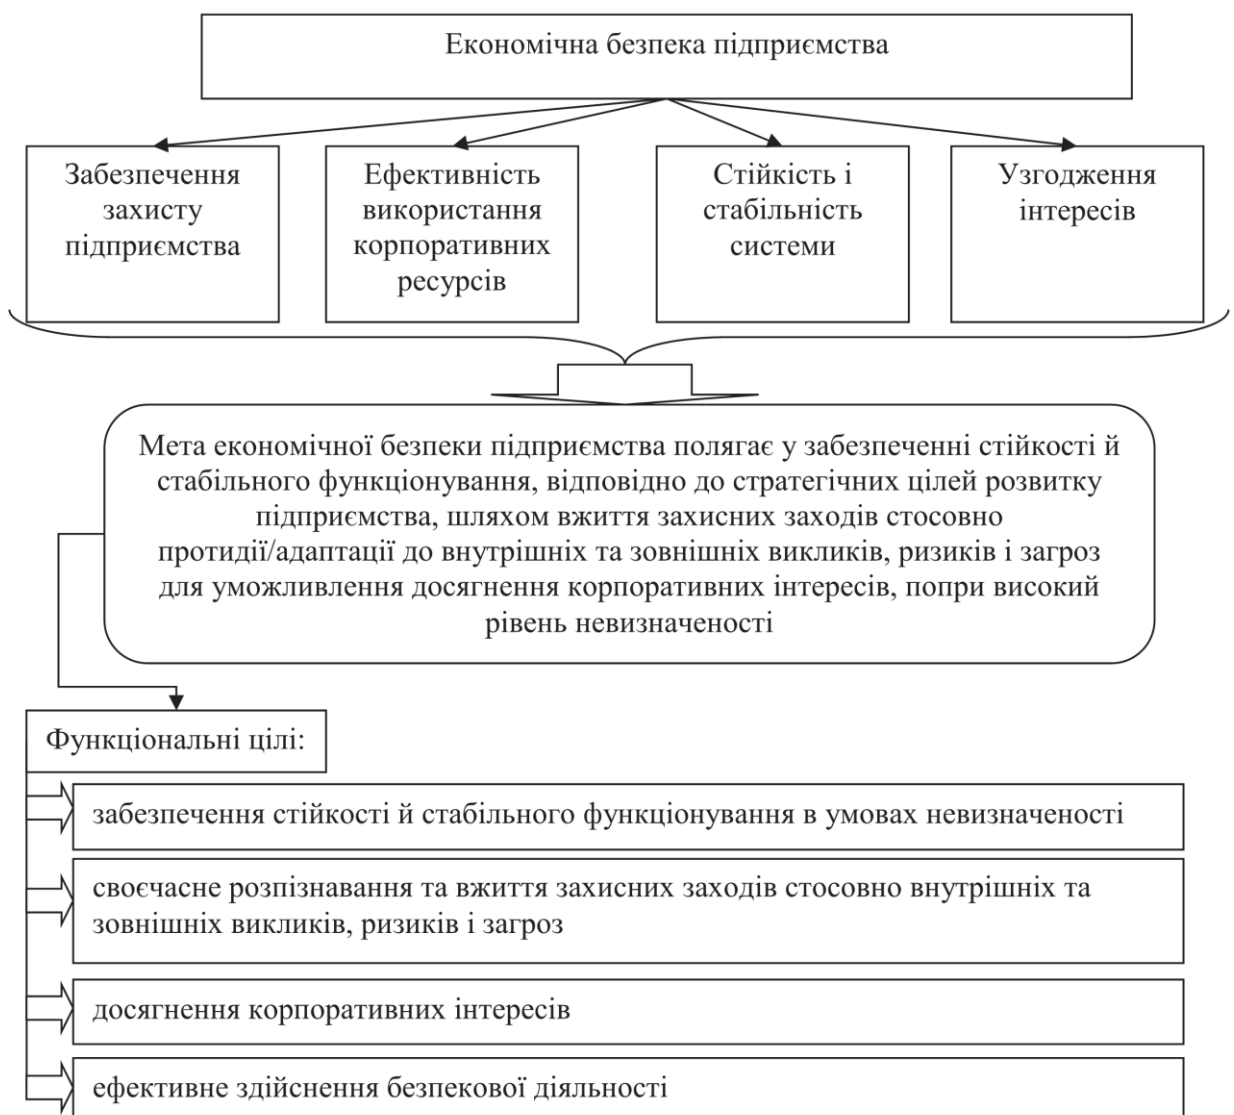 Економічна безпека підприємства
Забезпечення
захисту
підприємства
Ефективність
використання
корпоративних
ресурсів
Стійкість і
стабільність
системи
Узгодження
інтересів
Мета економічної безпеки підприємства полягає у забезпеченні стійкості й
стабільного функціонування, відповідно до стратегічних цілей розвитку
підприємства, шляхом вжиття захисних заходів стосовно
протидії/адаптації до внутрішніх та зовнішніх викликів, ризиків і загроз
для уможливлення досягнення корпоративних інтересів, попри високий
рівень невизначеності
Функціональні цілі:
забезпечення стійкості й стабільного функціонування в умовах невизначеності
своєчасне розпізнавання та вжиття захисних заходів стосовно внутрішніх та
зовнішніх викликів, ризиків і загроз
досягнення корпоративних інтересів
ефективне здійснення безпекової діяльності